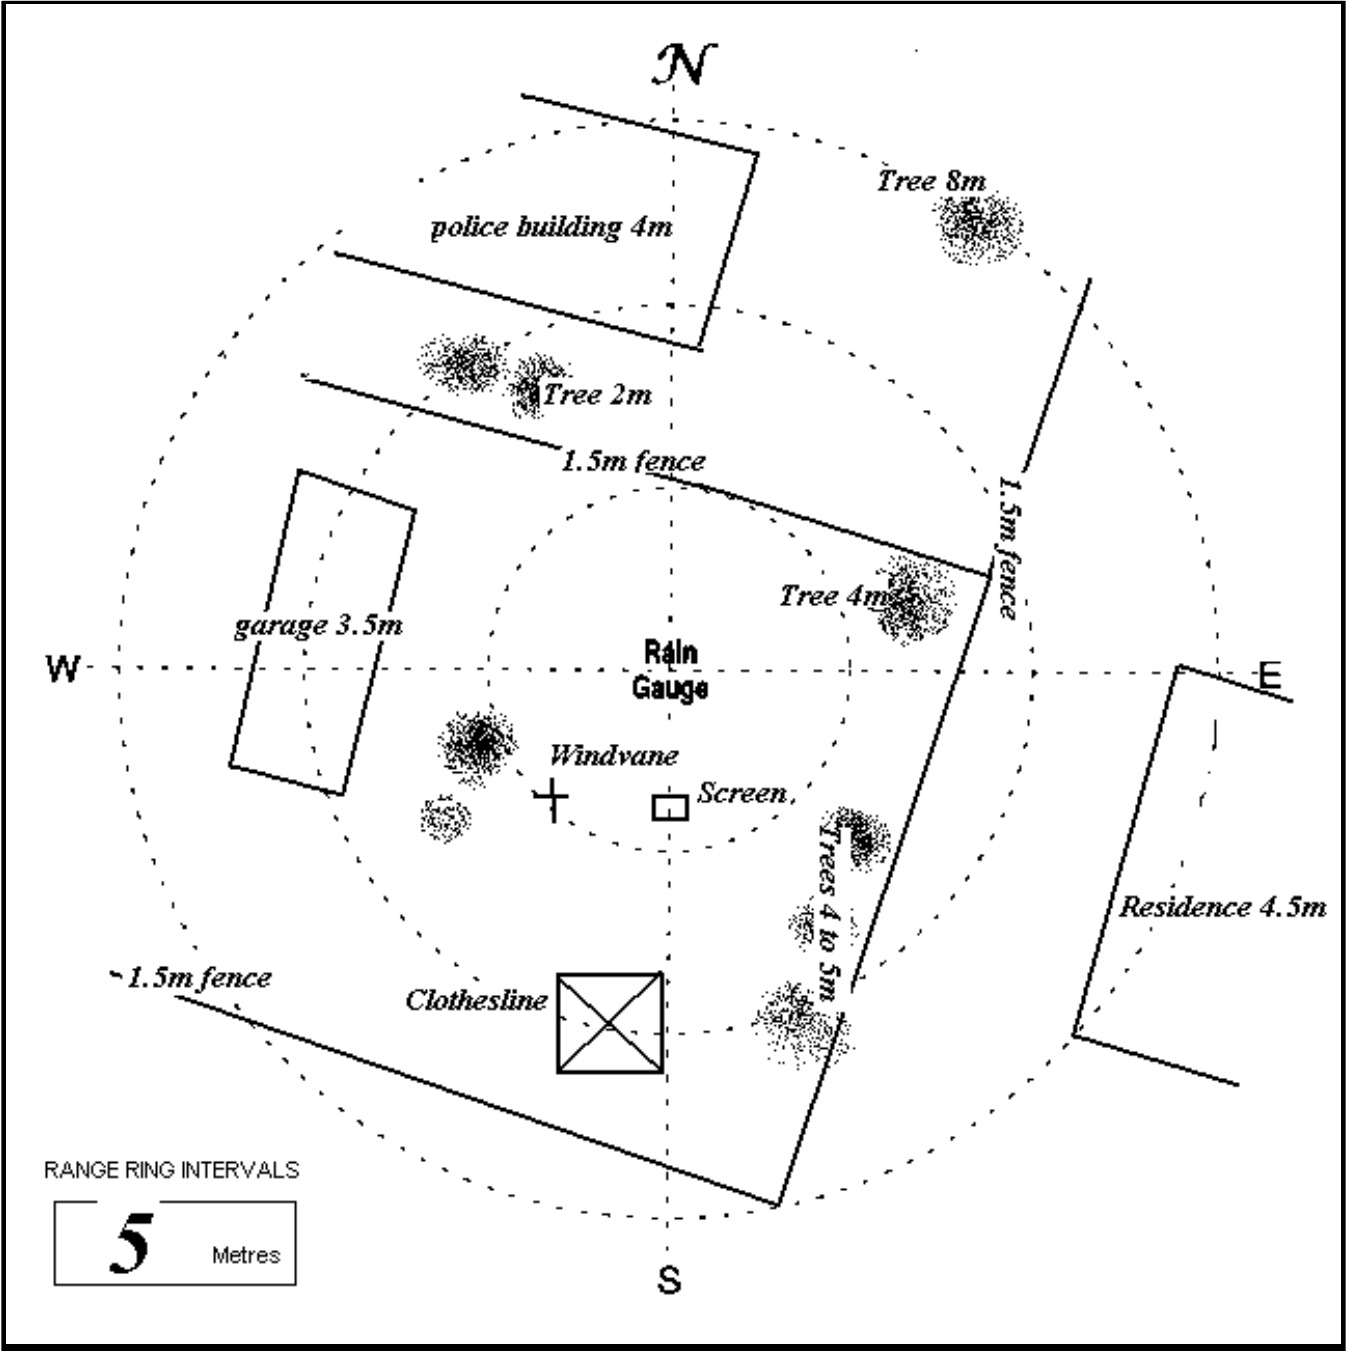 N
Tree 8m
police building 4m
Tree 2m
1.5m fence
1.5m fence
Tree 4m
garage 3.5m
Rain
Gauge
W
E
Windvane
Screen
Trees 4 to 5m
Residence 4.5m
1.5m fence
Clothesline
RANGE RING INTERVALS
5 Metres
S